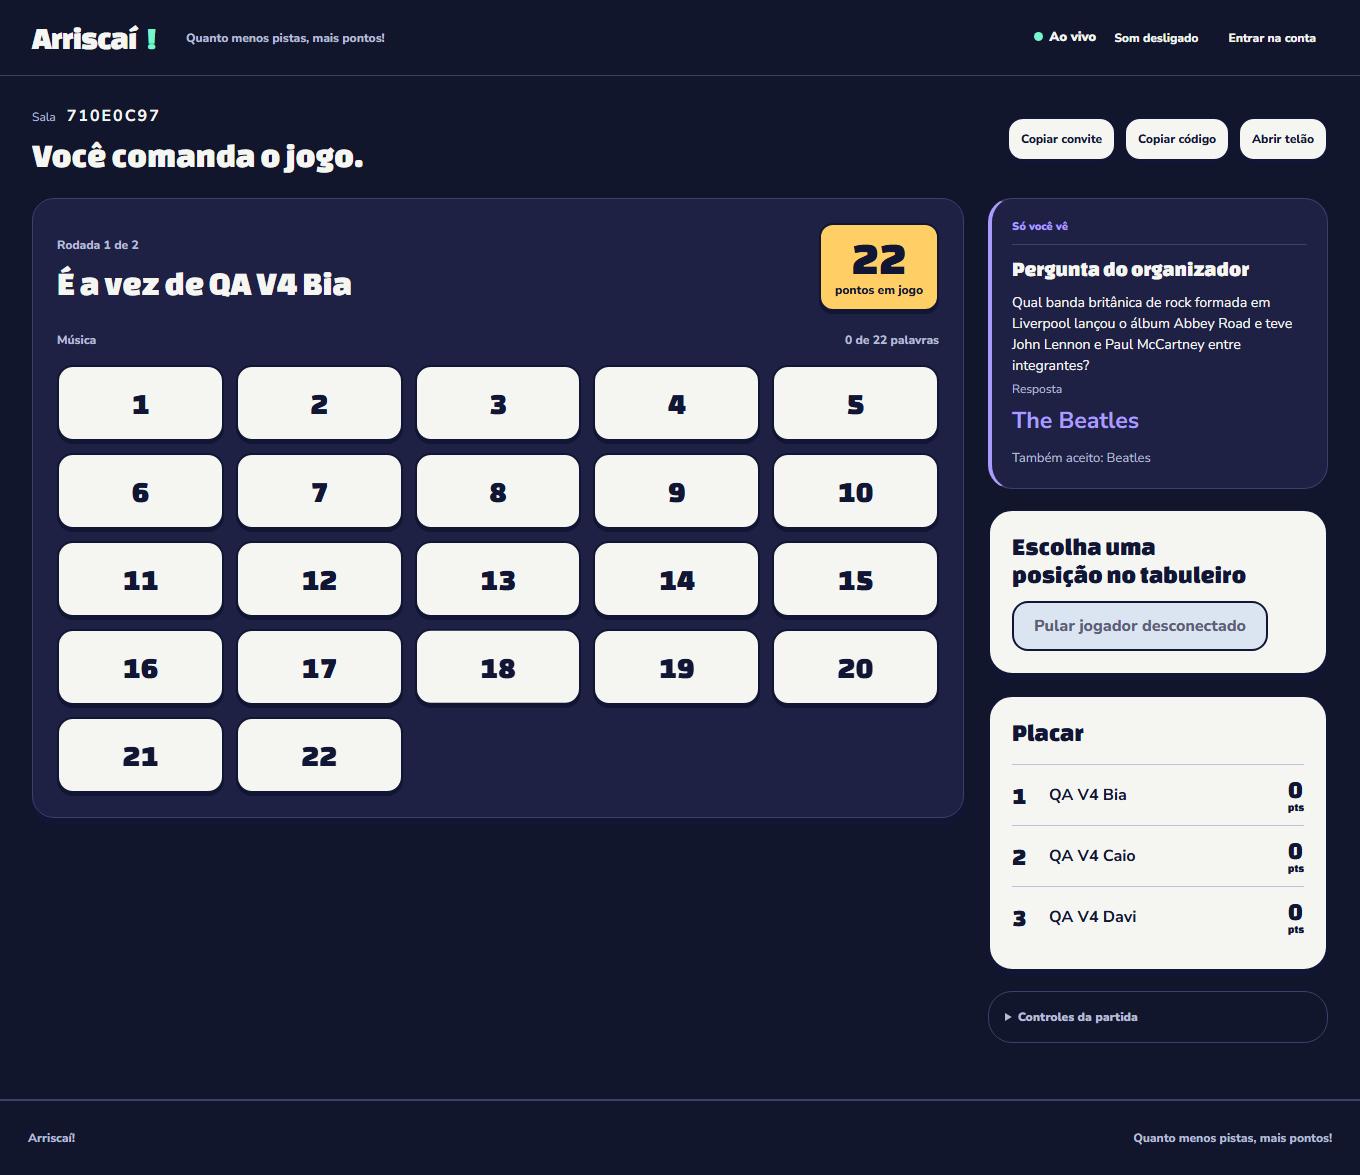 Arriscaí !
Quanto menos pistas, mais pontos!
Ao vivo
Som desligado
Entrar na conta
Sala 710E0C97
Você comanda o jogo.
Copiar convite
Copiar código
Abrir telão
Rodada 1 de 2
É a vez de QA V4 Bia
22
pontos em jogo
Música
0 de 22 palavras
1
2
3
4
5
6
7
8
9
10
11
12
13
14
15
16
17
18
19
20
21
22
Só você vê
Pergunta do organizador
Qual banda britânica de rock formada em
Liverpool lançou o álbum Abbey Road e teve
John Lennon e Paul McCartney entre
integrantes?
Resposta
The Beatles
Também aceito: Beatles
Escolha uma
posição no tabuleiro
Pular jogador desconectado
Placar
1 QA V4 Bia 0
pts
2 QA V4 Caio 0
pts
3 QA V4 Davi 0
pts
Controles da partida
Arriscaí!
Quanto menos pistas, mais pontos!